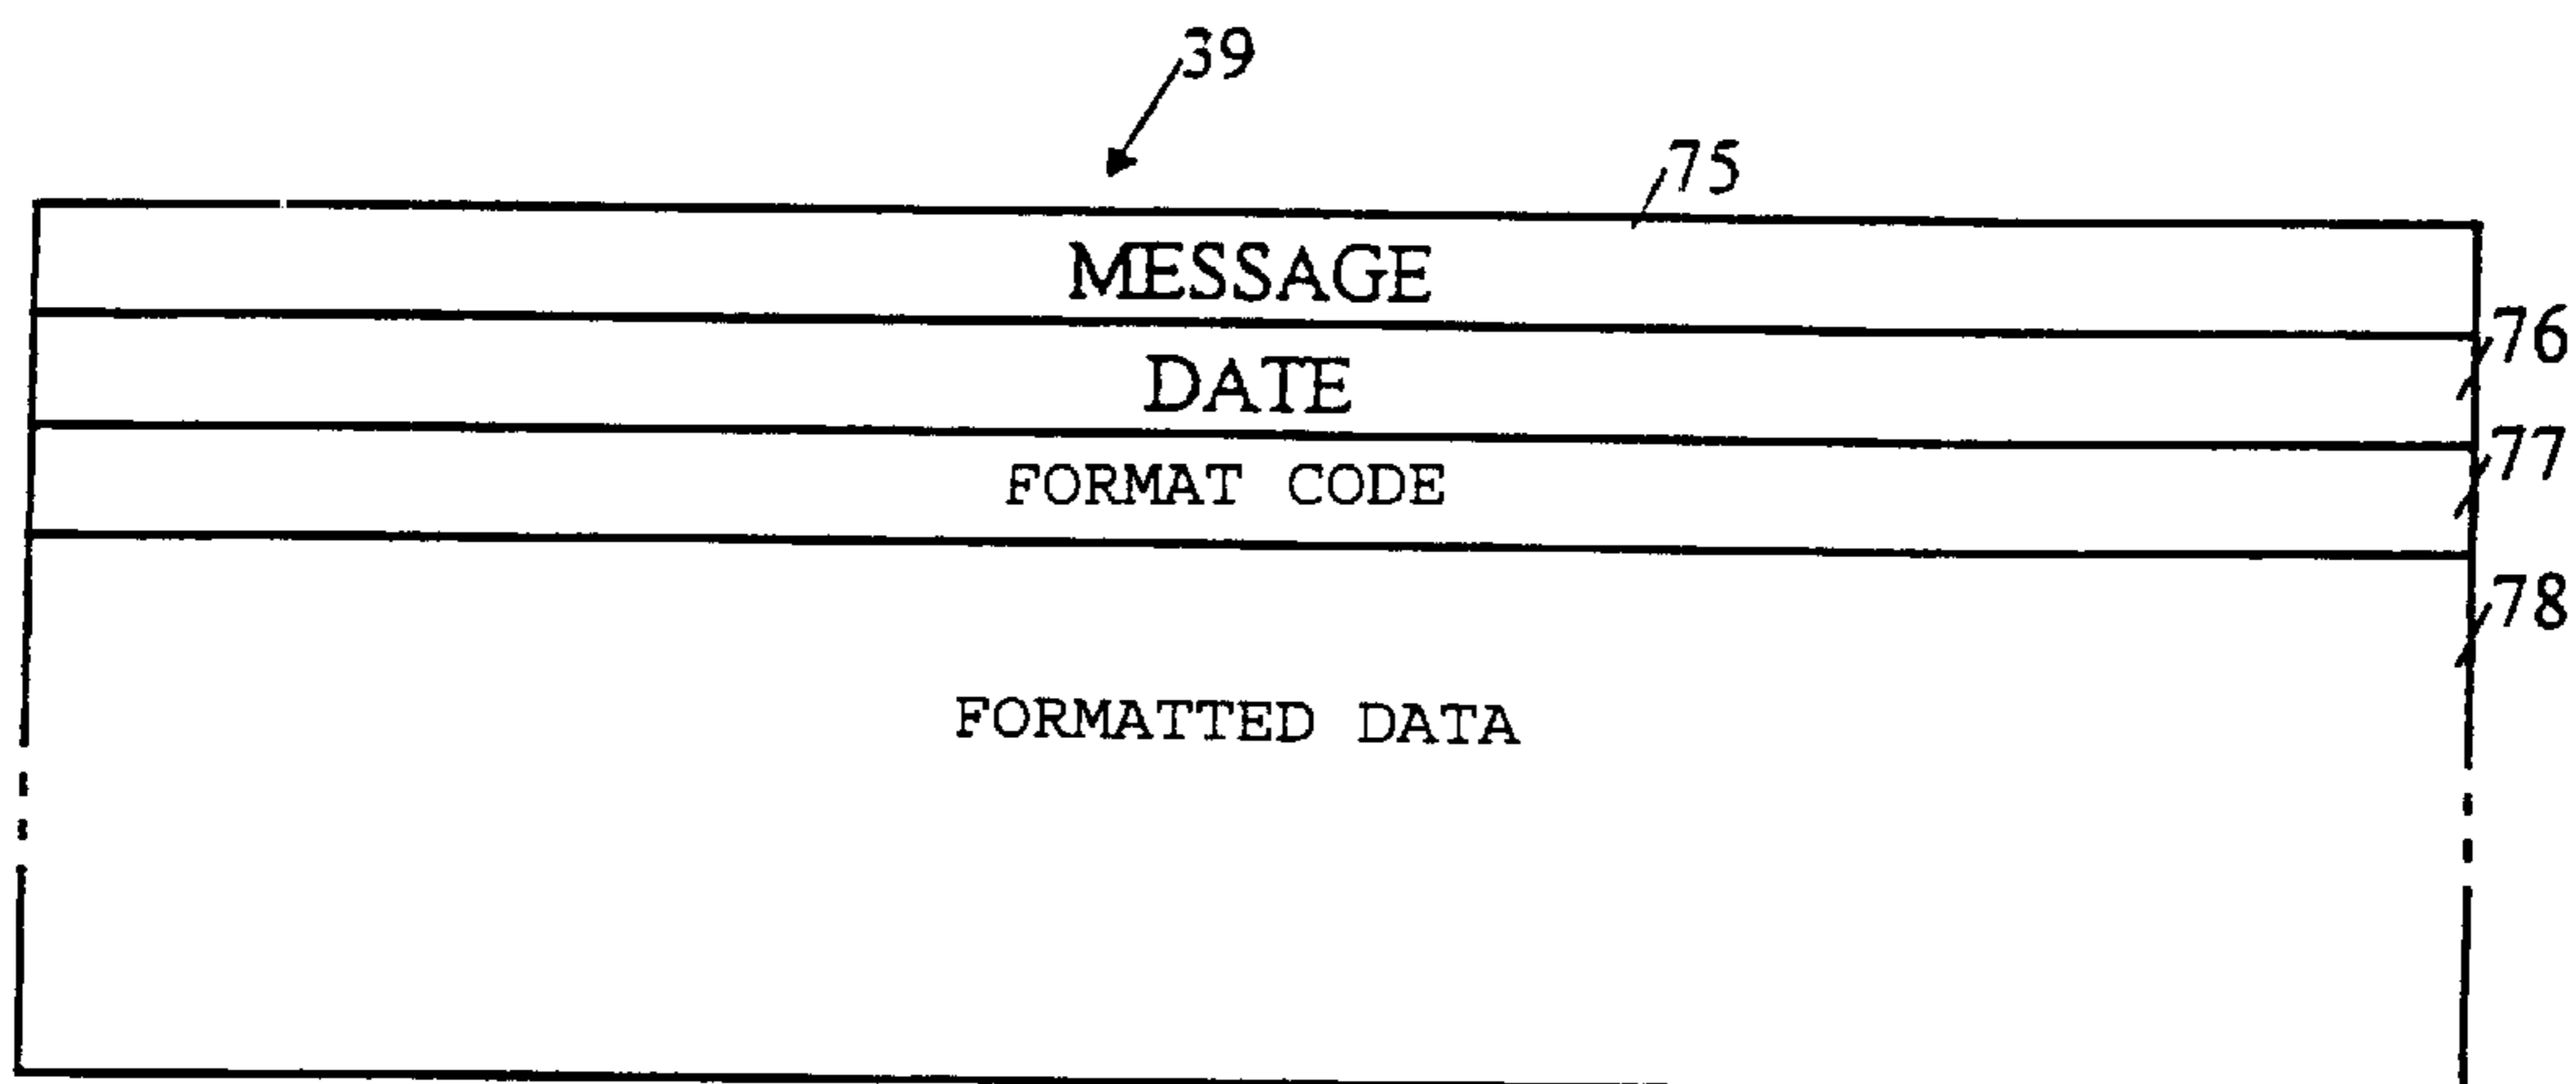 39
75
MESSAGE
76
DATE
77
FORMAT CODE
78
FORMATTED DATA